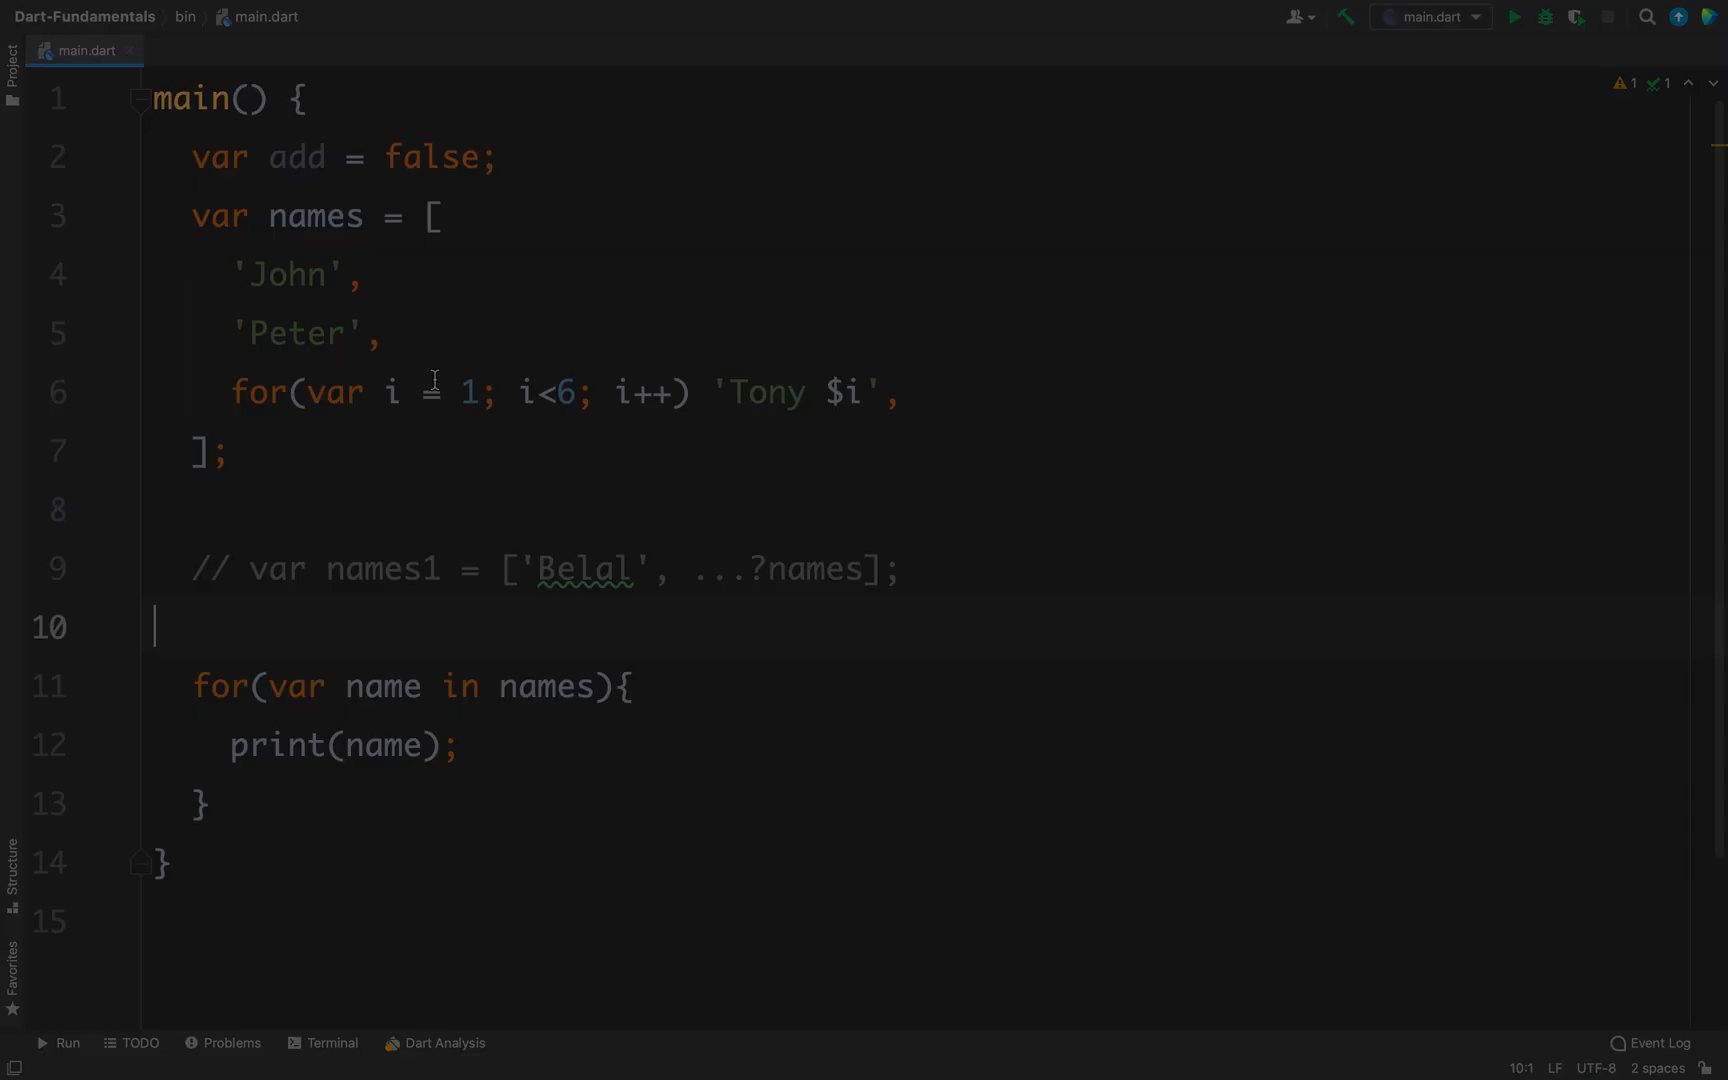 Dart-Fundamentals bin main.dart
main.dart
Project
main.dart
1
1
1 main() {
2 var add = false;
3 var names = [
4 'John',
5 'Peter',
6 for(var i = 1; i<6; i++) 'Tony $i',
7 ];
8
9 // var names1 = ['Belal', ...?names];
10
11 for(var name in names){
12 print(name);
13 }
14 }
15
Structure
Favorites
Run TODO Problems Terminal Dart Analysis Event Log
10:1 LF UTF-8 2 spaces